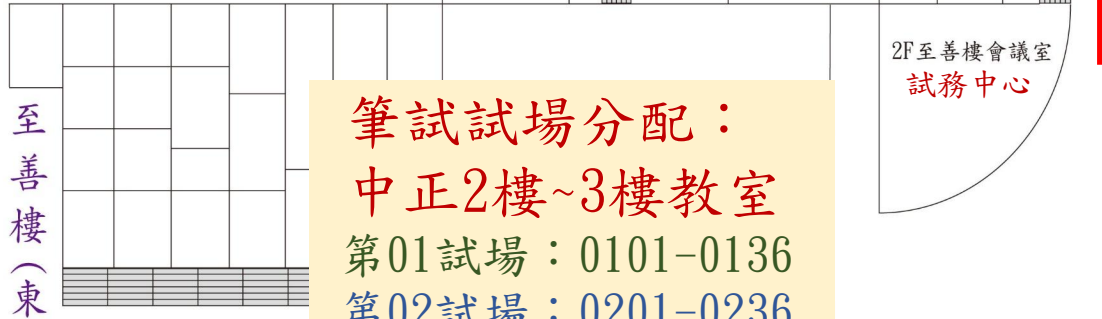 2F至善樓會議室
試務中心
至善樓(東
筆試試場分配：
中正2樓~3樓教室
第01試場：0101-0136
第02試場：0201-0236